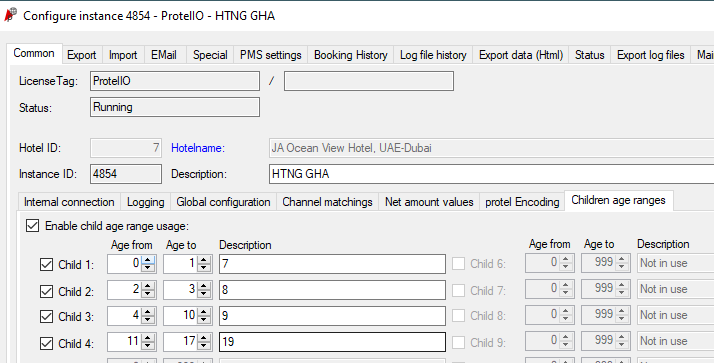 Configure instance 4854 - ProtelIO - HTNG GHA
Common Export Import EMail Special PMS settings Booking History Log file history Export data (Html) Status Export log files Mai
LicenseTag: ProtelIO /
Status: Running
Hotel ID: 7 Hotelname: JA Ocean View Hotel, UAE-Dubai
Instance ID: 4854 Description: HTNG GHA
Internal connection Logging Global configuration Channel matchings Net amount values protel Encoding Children age ranges
Enable child age range usage:
Age from Age to Description Age from Age to Description
Child 1: 0 1 7 Child 6: 0 999 Not in use
Child 2: 2 3 8 Child 7: 0 999 Not in use
Child 3: 4 10 9 Child 8: 0 999 Not in use
Child 4: 11 17 19 Child 9: 0 999 Not in use